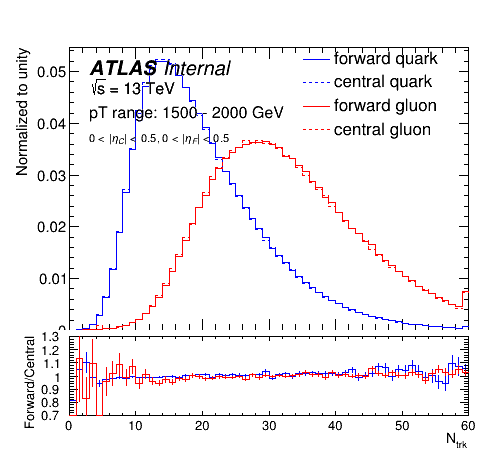 ATLAS Internal
√s = 13 TeV
pT range: 1500 - 2000 GeV
0 < |η_C| < 0.5, 0 < |η_f| < 0.5
forward quark
central quark
forward gluon
central gluon
Normalized to unity
0.05
0.04
0.03
0.02
0.01
0
Forward/Central
1.3
1.2
1.1
1
0.9
0.8
0.7
0 10 20 30 40 50 60
N_trk